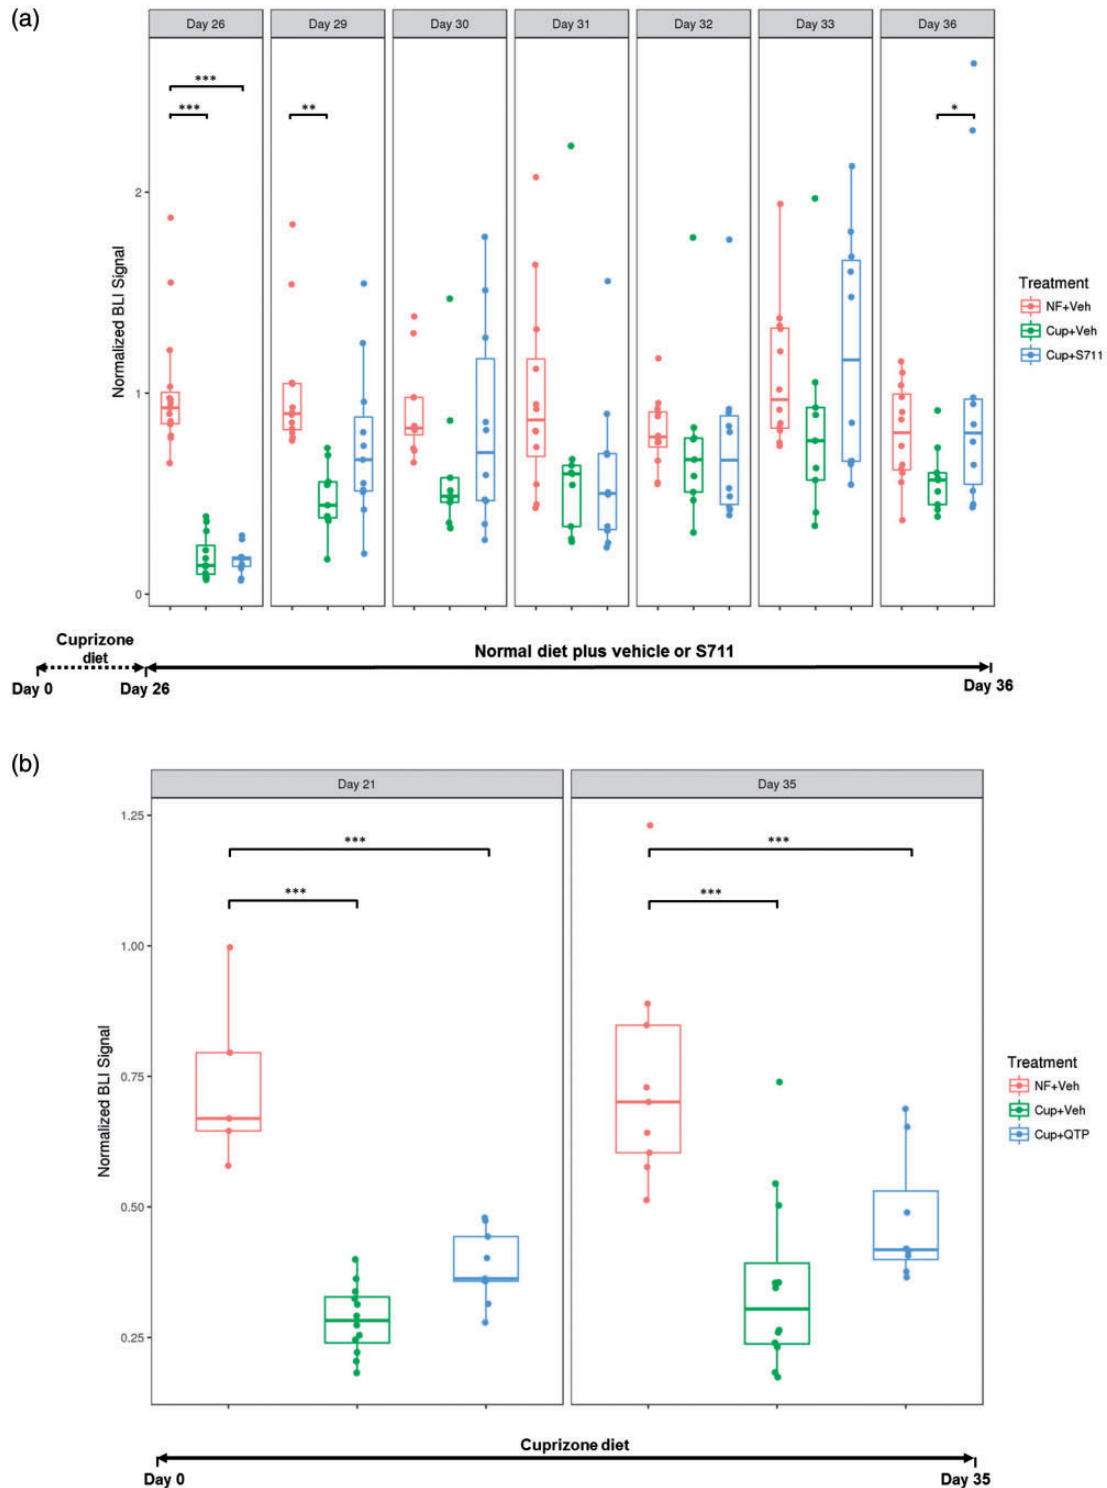 (a)
Day 26 Day 29 Day 30 Day 31 Day 32 Day 33 Day 36
*** ** *
***
2
1
0
Normalized BLI Signal
Treatment
NF+Veh
Cup+Veh
Cup+S711
Cuprizone
diet
Normal diet plus vehicle or S711
Day 0 Day 26 Day 36
(b)
Day 21 Day 35
1.25
*** ***
*** ***
1.00
0.75
0.50
0.25
Normalized BLI Signal
Treatment
NF+Veh
Cup+Veh
Cup+QTP
Cuprizone diet
Day 0 Day 35